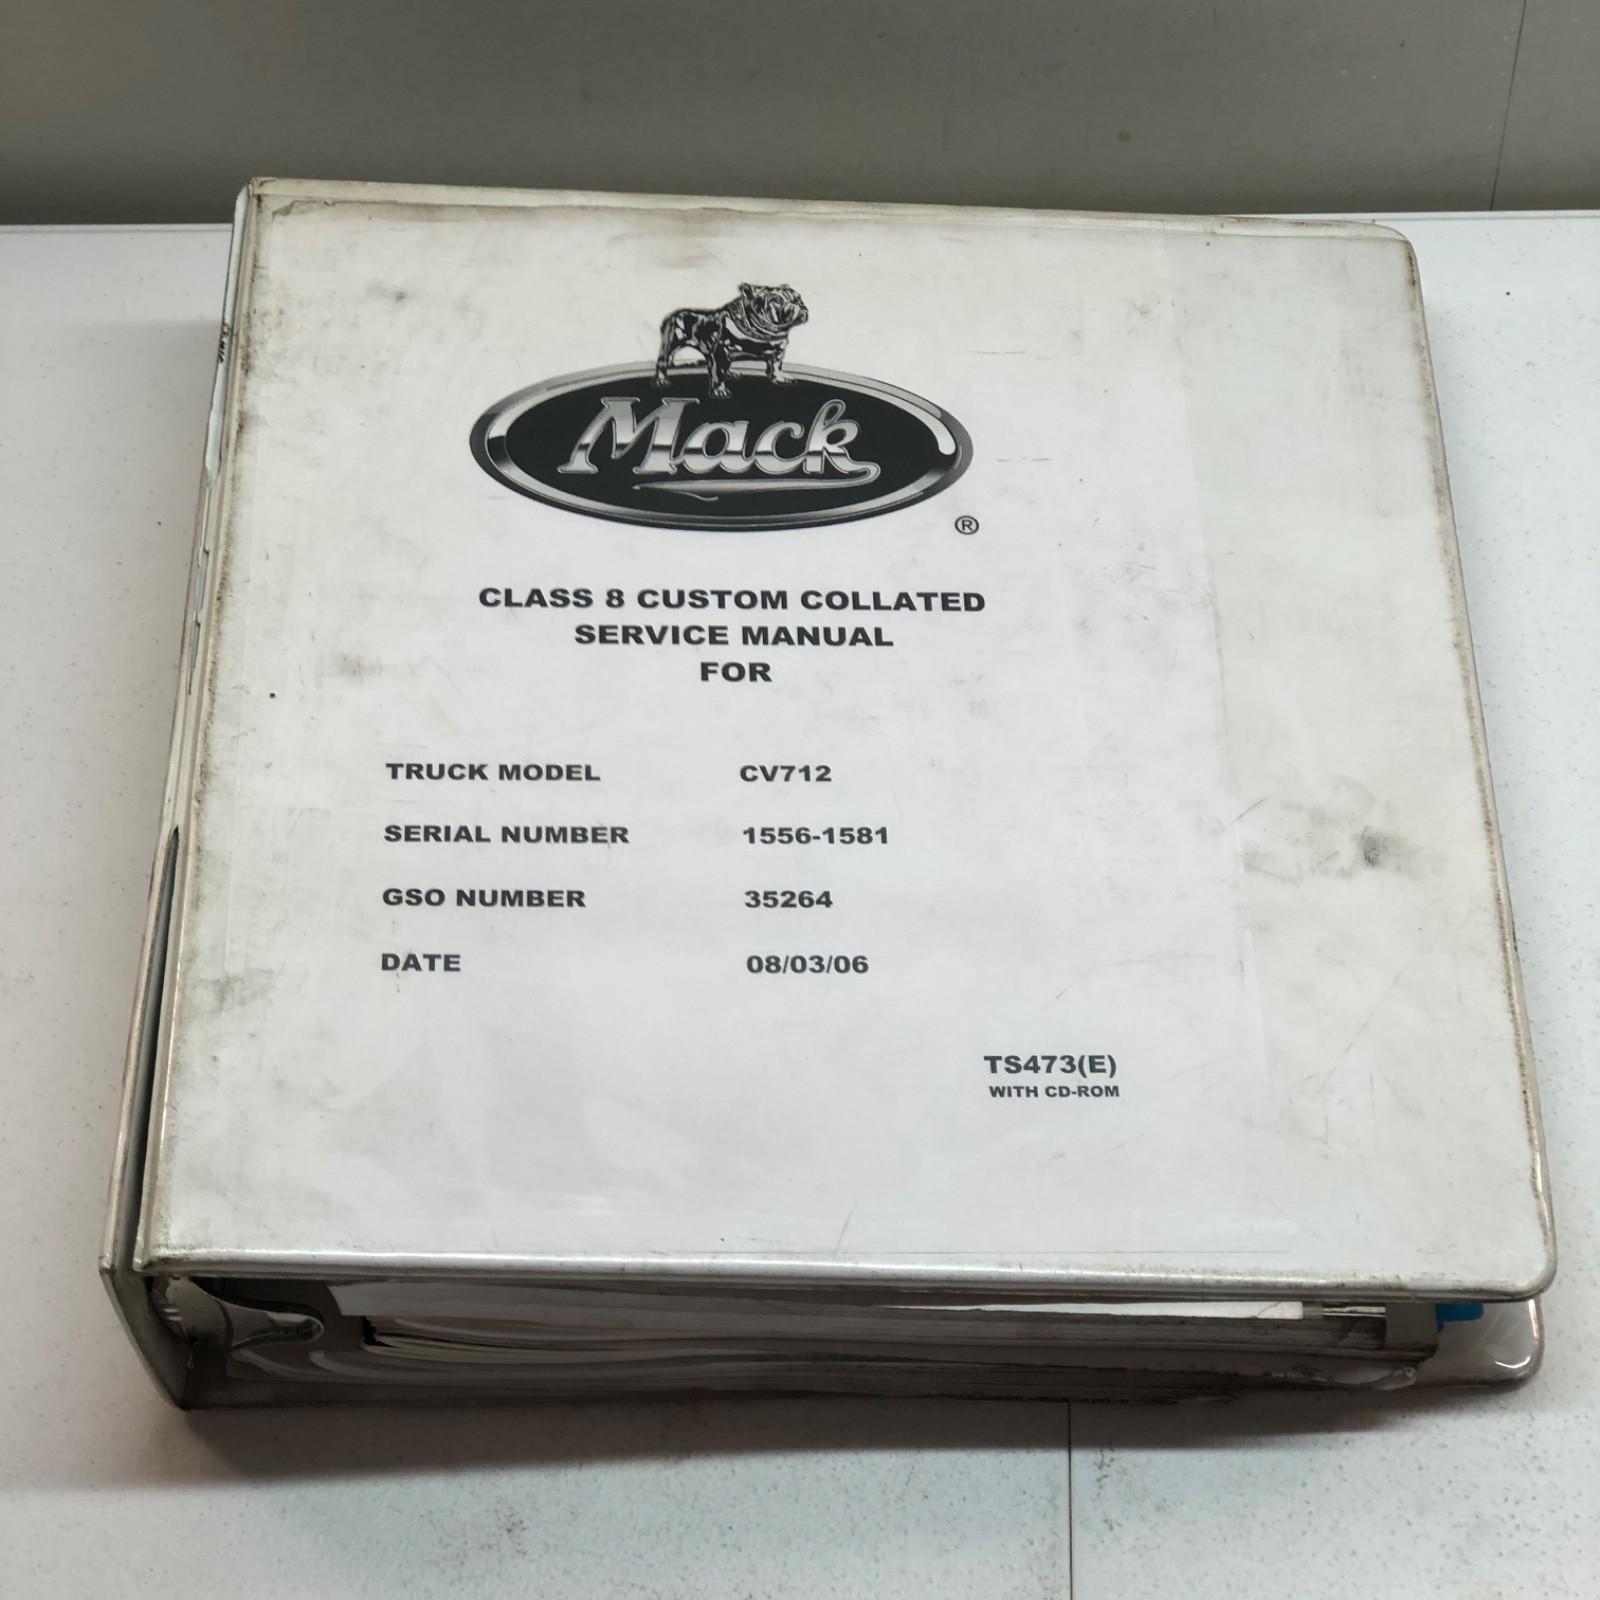 Mack
®
CLASS 8 CUSTOM COLLATED
SERVICE MANUAL
FOR
TRUCK MODEL CV712
SERIAL NUMBER 1556-1581
GSO NUMBER 35264
DATE 08/03/06
TS473(E)
WITH CD-ROM